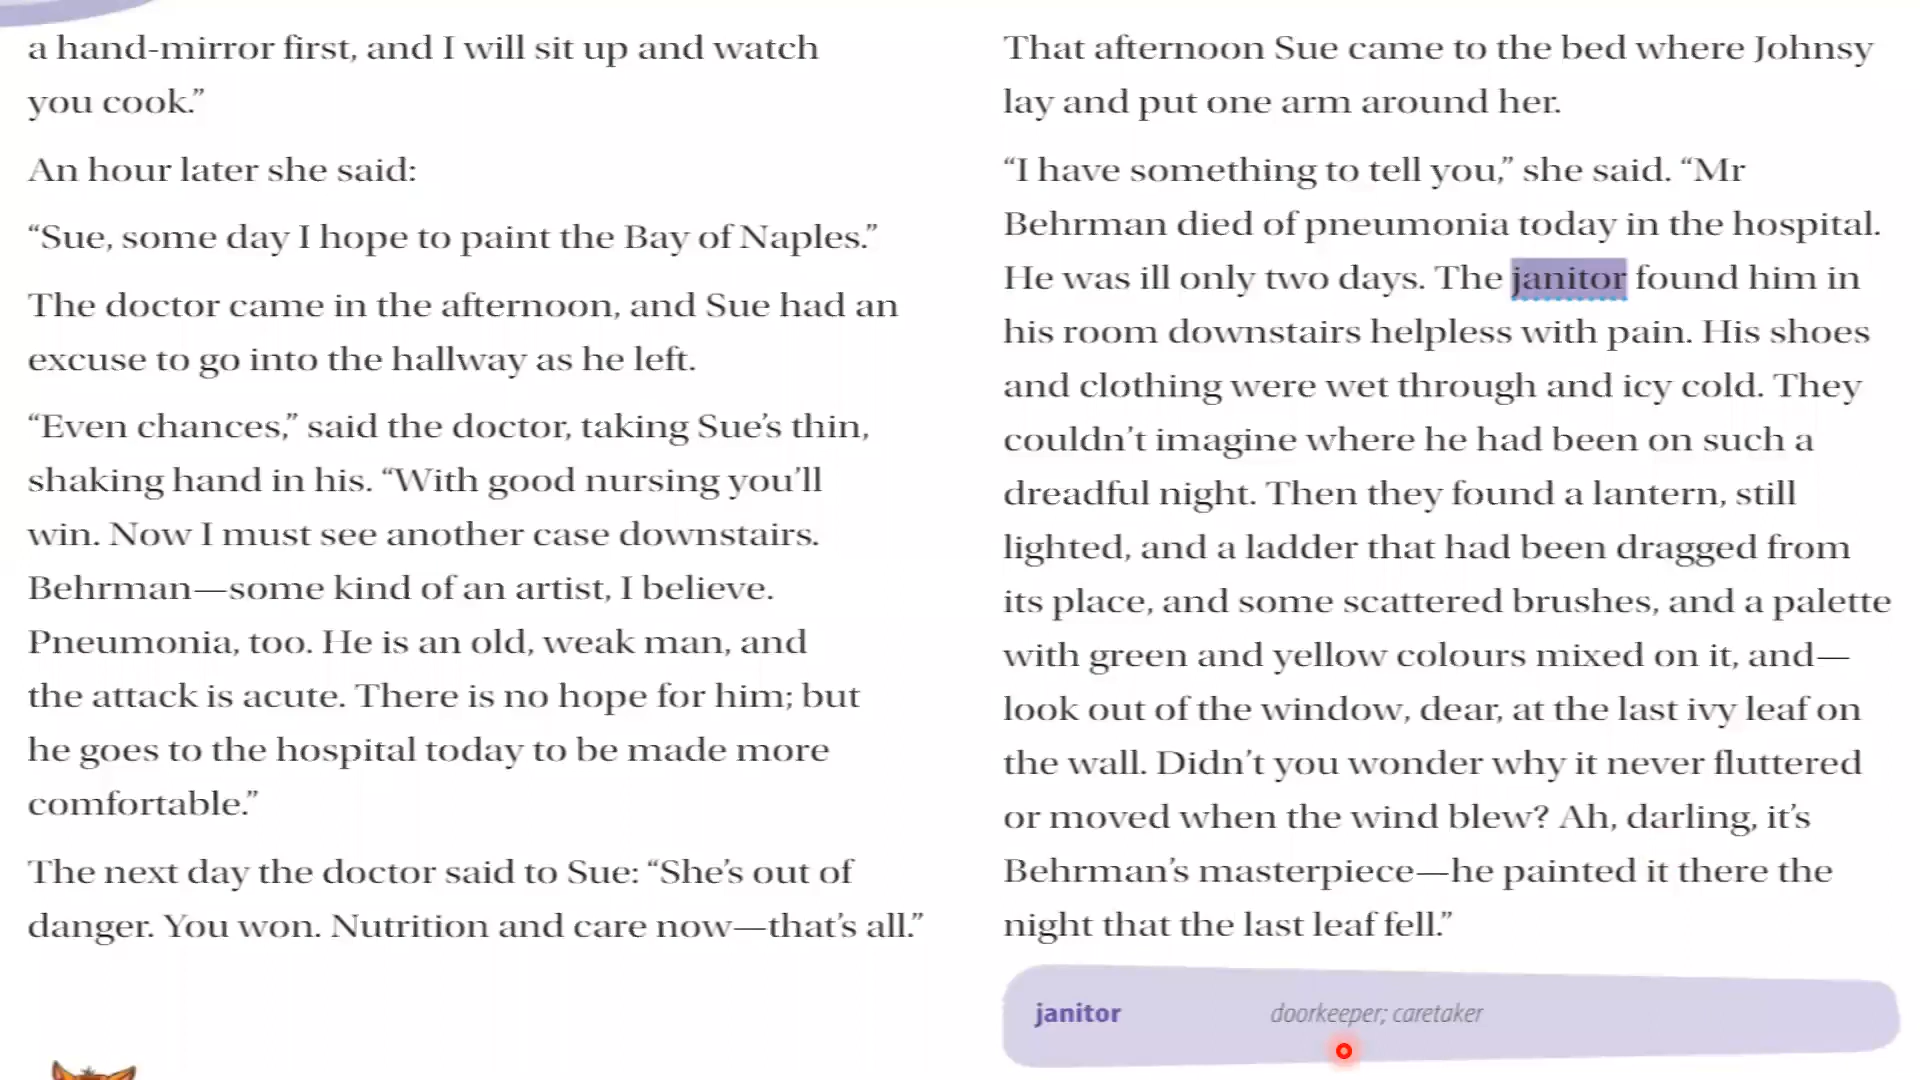 a hand-mirror first, and I will sit up and watch
you cook.”
An hour later she said:
“Sue, some day I hope to paint the Bay of Naples.”
The doctor came in the afternoon, and Sue had an
excuse to go into the hallway as he left.
“Even chances,” said the doctor, taking Sue’s thin,
shaking hand in his. “With good nursing you’ll
win. Now I must see another case downstairs.
Behrman—some kind of an artist, I believe.
Pneumonia, too. He is an old, weak man, and
the attack is acute. There is no hope for him; but
he goes to the hospital today to be made more
comfortable.”
The next day the doctor said to Sue: “She’s out of
danger. You won. Nutrition and care now—that’s all.”
That afternoon Sue came to the bed where Johnsy
lay and put one arm around her.
“I have something to tell you,” she said. “Mr
Behrman died of pneumonia today in the hospital.
He was ill only two days. The janitor found him in
his room downstairs helpless with pain. His shoes
and clothing were wet through and icy cold. They
couldn’t imagine where he had been on such a
dreadful night. Then they found a lantern, still
lighted, and a ladder that had been dragged from
its place, and some scattered brushes, and a palette
with green and yellow colours mixed on it, and—
look out of the window, dear, at the last ivy leaf on
the wall. Didn’t you wonder why it never fluttered
or moved when the wind blew? Ah, darling, it’s
Behrman’s masterpiece—he painted it there the
night that the last leaf fell.”
janitor doorkeeper; caretaker